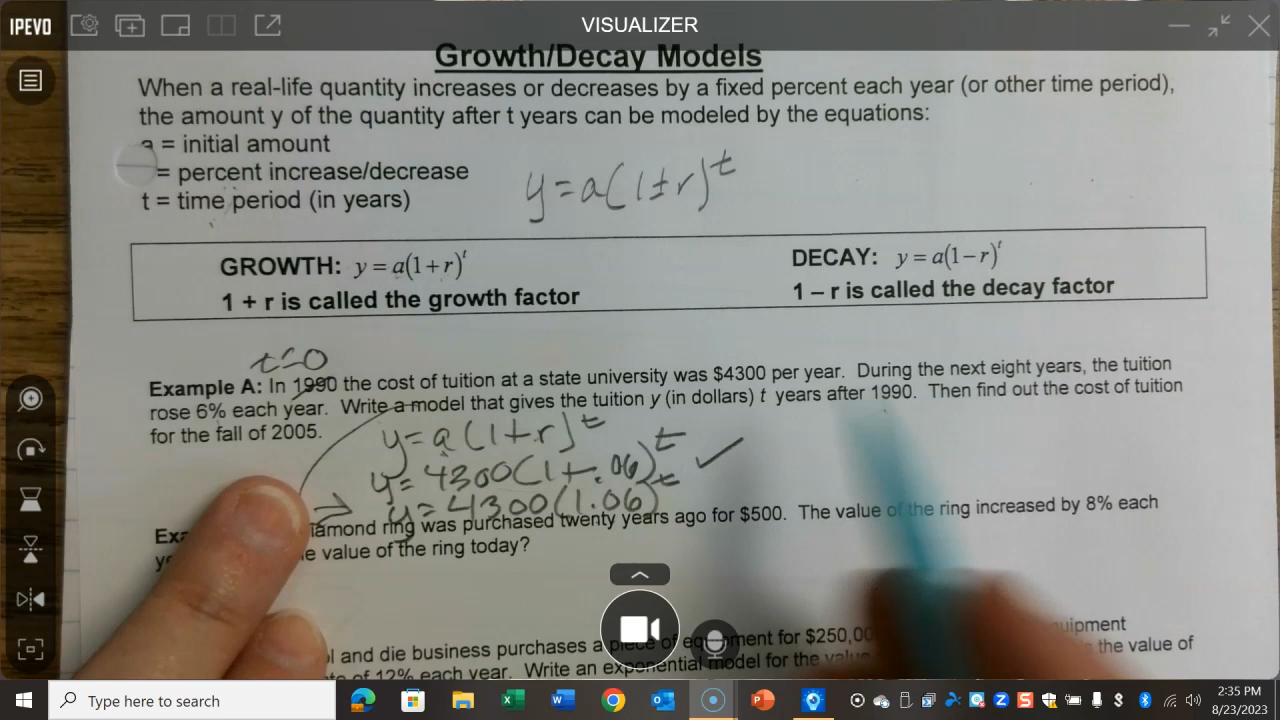 IPEVO
VISUALIZER
Growth/Decay Models
When a real-life quantity increases or decreases by a fixed percent each year (or other time period),
the amount y of the quantity after t years can be modeled by the equations:
a = initial amount
= percent increase/decrease
t = time period (in years)
y = a(1±r)^t
GROWTH: y = a(1+r)^t
1 + r is called the growth factor
DECAY: y = a(1−r)^t
1 – r is called the decay factor
t=0
Example A: In 1990 the cost of tuition at a state university was $4300 per year. During the next eight years, the tuition
rose 6% each year. Write a model that gives the tuition y (in dollars) t years after 1990. Then find out the cost of tuition
for the fall of 2005.
y = a(1+r)^t
y = 4300(1+.06)^t ✓
y = 4300(1.06)^t
Exa
iamond ring was purchased twenty years ago for $500. The value of the ring increased by 8% each
ye
e value of the ring today?
l and die business purchases a piece of equipment for $250,00
uipment
te of 12% each year. Write an exponential model for the value
the value of
Type here to search
2:35 PM
8/23/2023